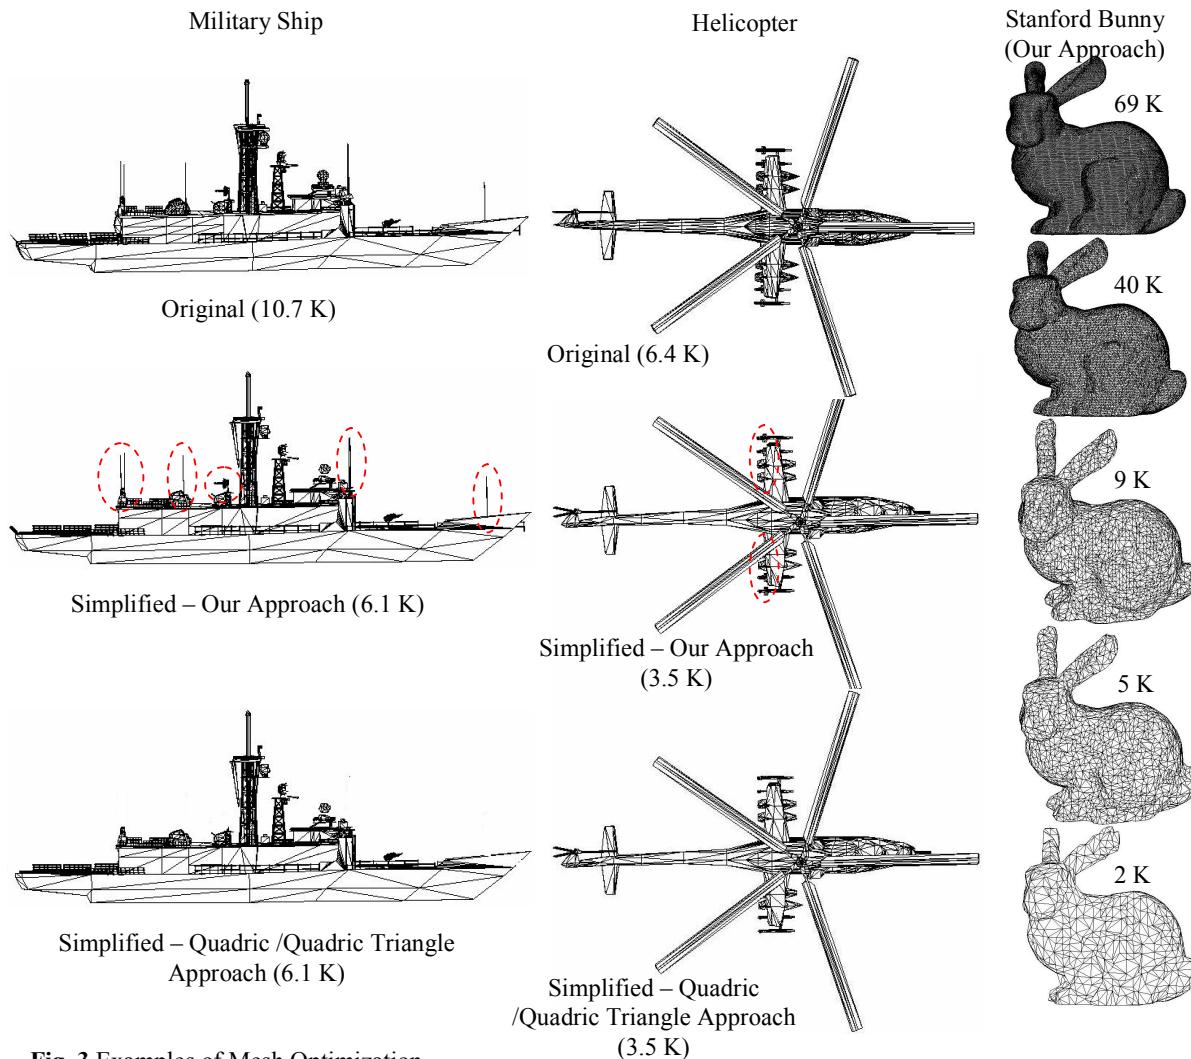 Military Ship
Original (10.7 K)
Simplified – Our Approach (6.1 K)
Simplified – Quadric /Quadric Triangle
Approach (6.1 K)
Helicopter
Original (6.4 K)
Simplified – Our Approach
(3.5 K)
Simplified – Quadric
/Quadric Triangle Approach
(3.5 K)
Stanford Bunny
(Our Approach)
69 K
40 K
9 K
5 K
2 K
Fig. 3 Examples of Mesh Optimization